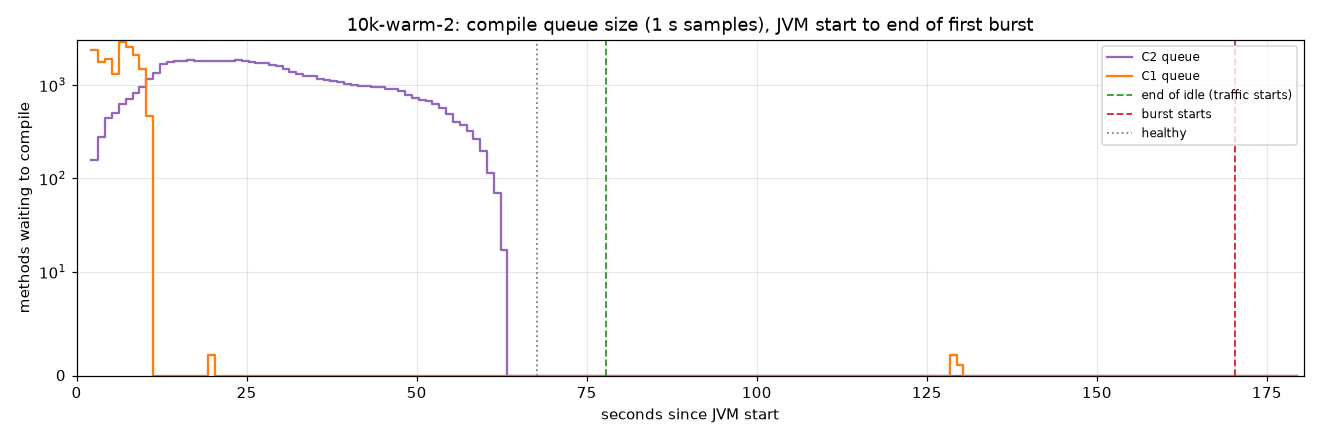 10k-warm-2: compile queue size (1 s samples), JVM start to end of first burst
methods waiting to compile
10³
10²
10¹
0
C2 queue
C1 queue
end of idle (traffic starts)
burst starts
healthy
0 25 50 75 100 125 150 175
seconds since JVM start